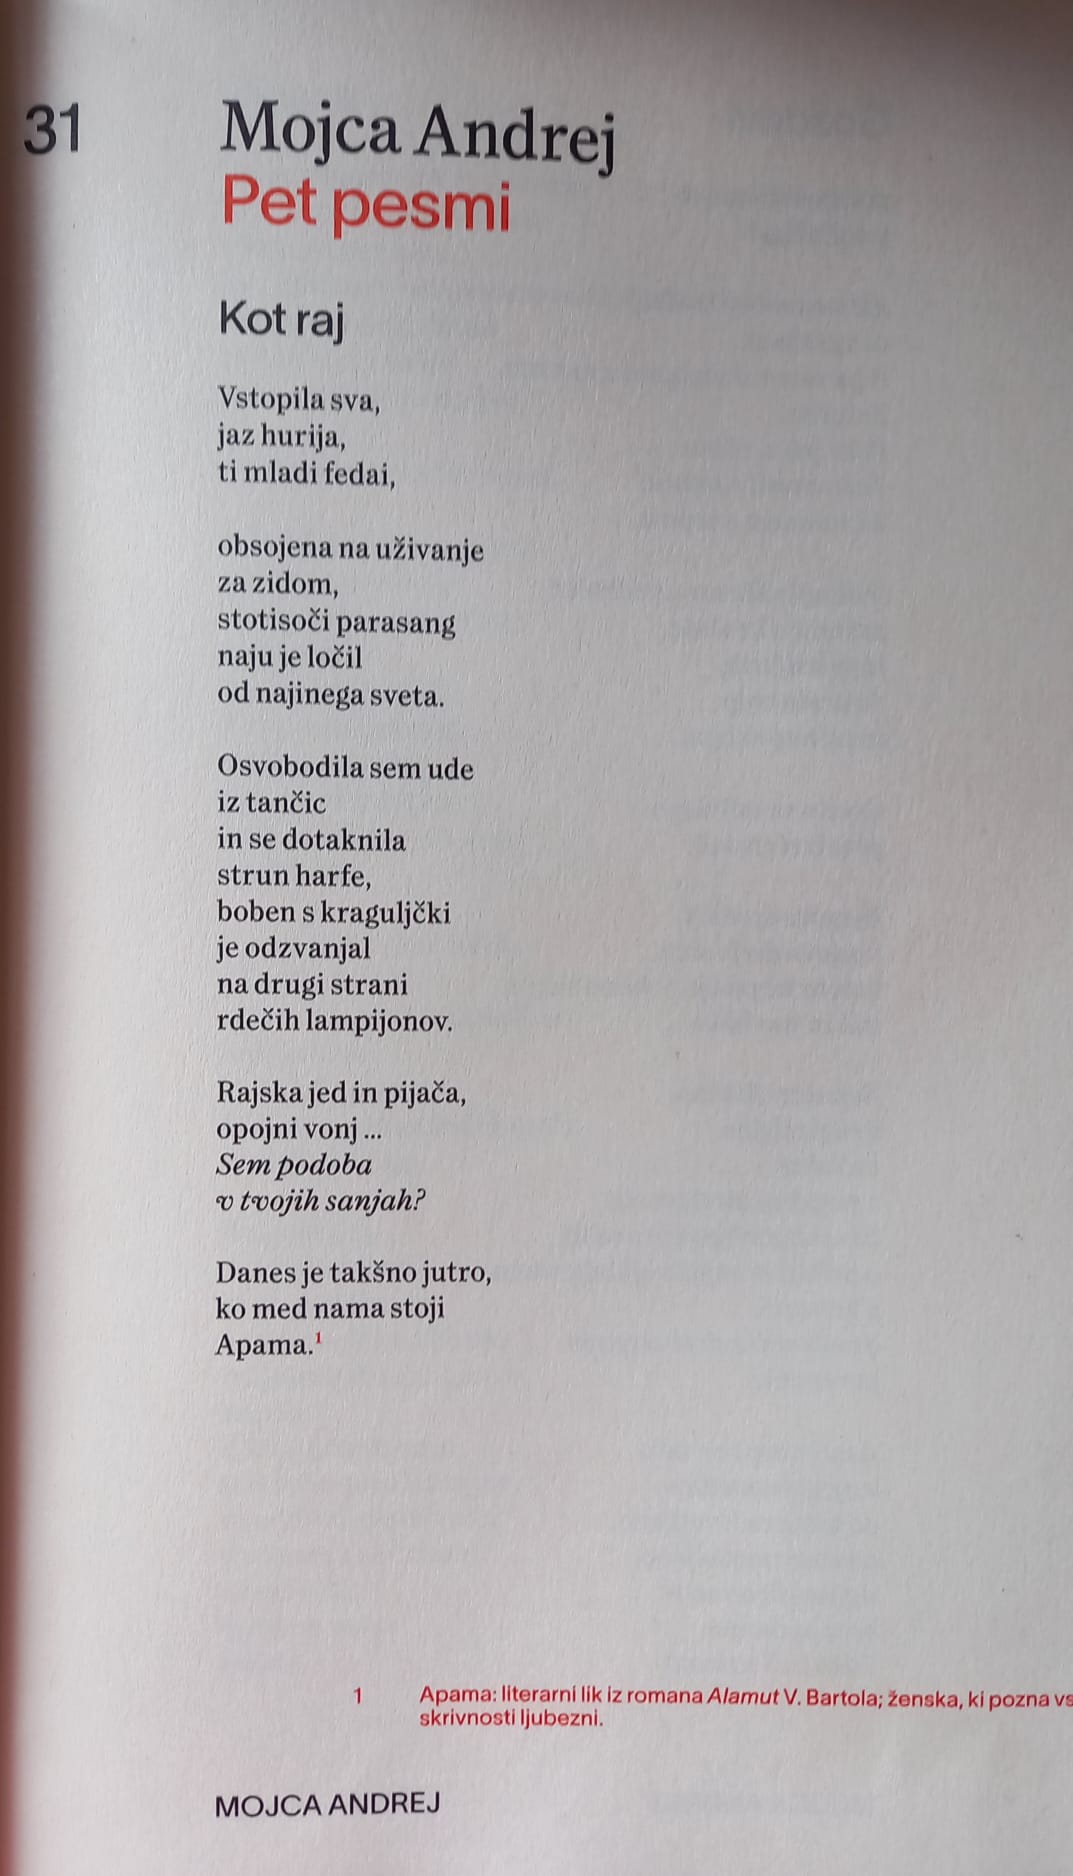 31
Mojca Andrej
Pet pesmi
Kot raj
Vstopila sva,
jaz hurija,
ti mladi fedai,
obsojena na uživanje
za zidom,
stotisoči parasang
naju je ločil
od najinega sveta.
Osvobodila sem ude
iz tančic
in se dotaknila
strun harfe,
boben s kraguljčki
je odzvanjal
na drugi strani
rdečih lampijonov.
Rajska jed in pijača,
opojni vonj ...
Sem podoba
v tvojih sanjah?
Danes je takšno jutro,
ko med nama stoji
Apama.1
1 Apama: literarni lik iz romana Alamut V. Bartola; ženska, ki pozna
skrivnosti ljubezni.
MOJCA ANDREJ